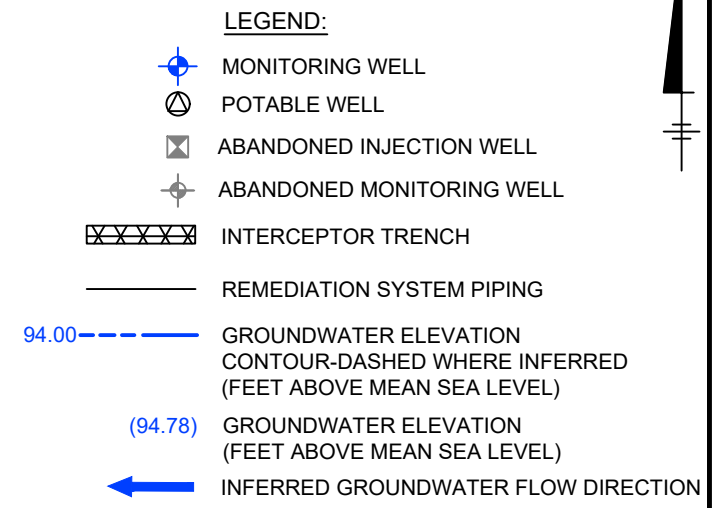 LEGEND:
MONITORING WELL
POTABLE WELL
ABANDONED INJECTION WELL
ABANDONED MONITORING WELL
INTERCEPTOR TRENCH
REMEDIATION SYSTEM PIPING
94.00 GROUNDWATER ELEVATION
CONTOUR-DASHED WHERE INFERRED
(FEET ABOVE MEAN SEA LEVEL)
(94.78) GROUNDWATER ELEVATION
(FEET ABOVE MEAN SEA LEVEL)
INFERRED GROUNDWATER FLOW DIRECTION